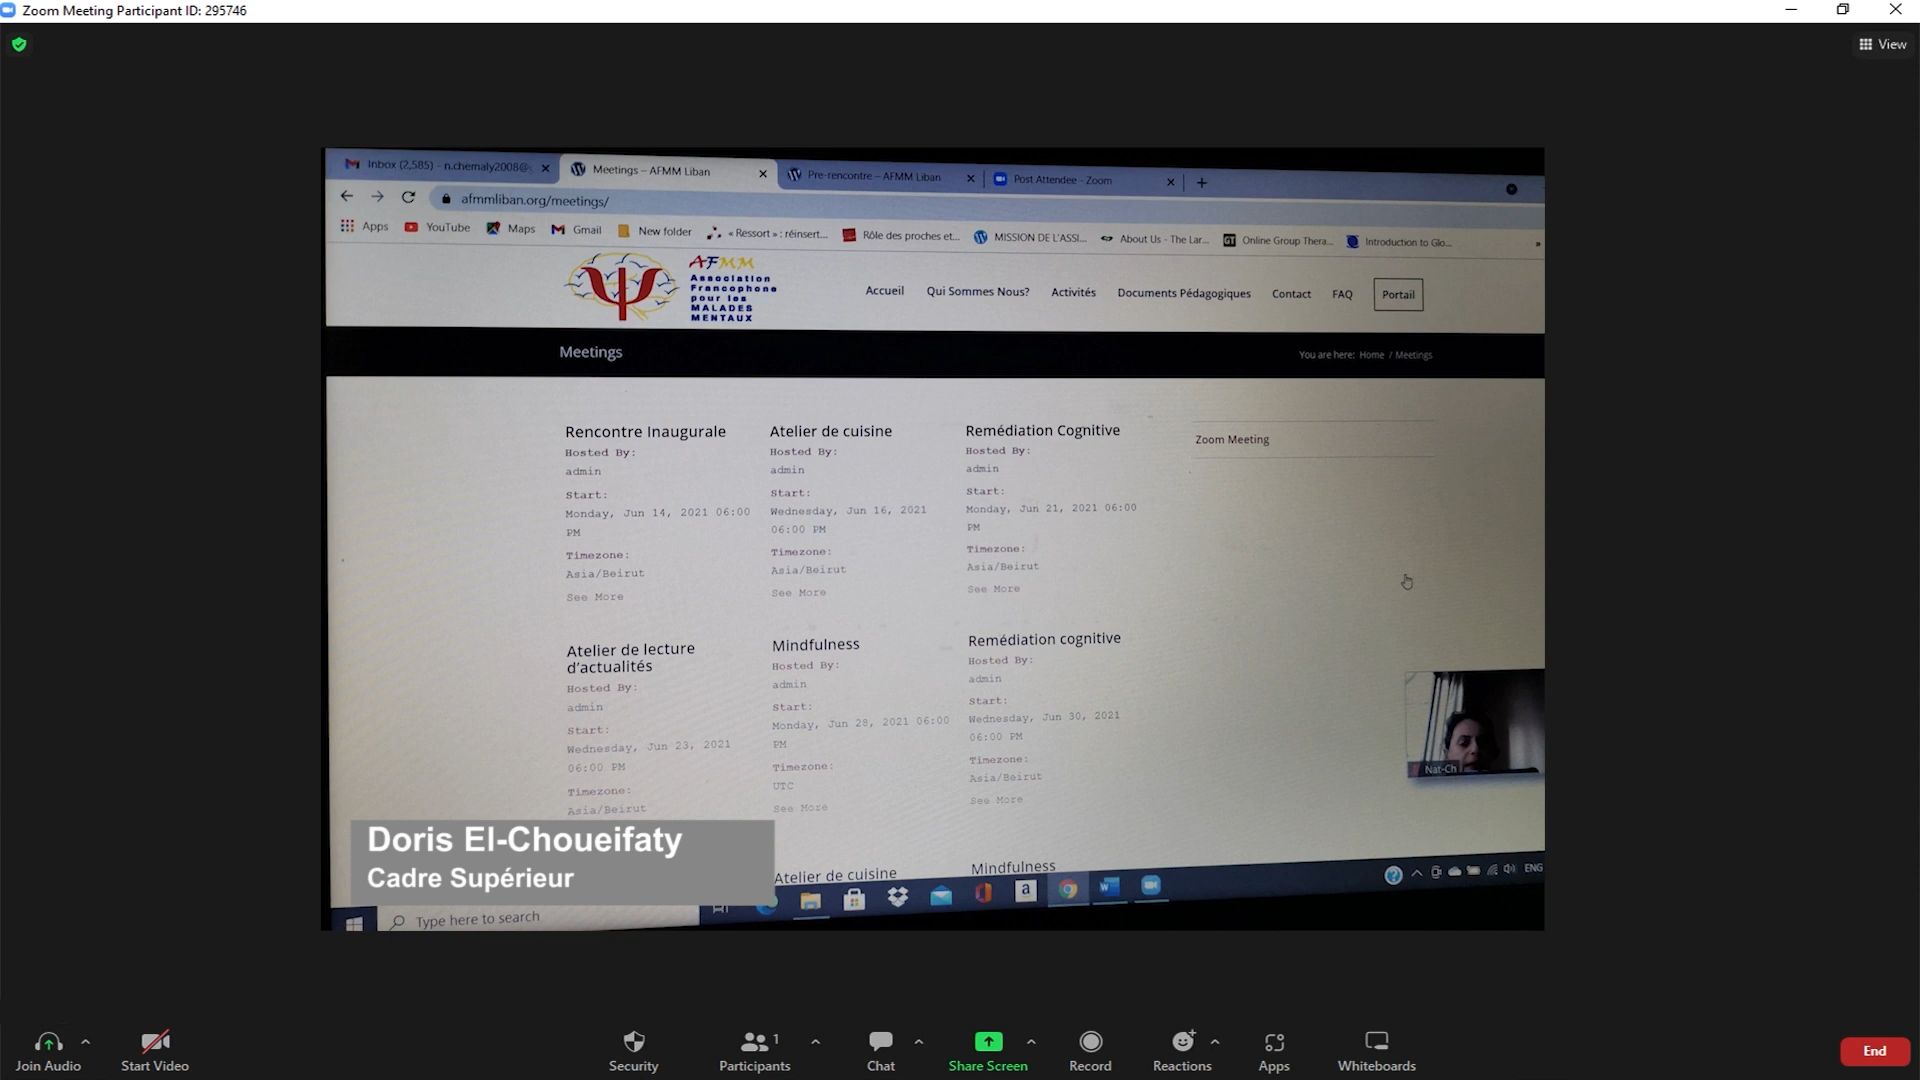 Zoom Meeting Participant ID: 295746
View
Inbox (2,585) - n.chemaly2008@
Meetings – AFMM Liban
Pre-rencontre – AFMM Liban
Post Attendee - Zoom
afmmliban.org/meetings/
Apps
YouTube
Maps
Gmail
New folder
« Ressort » : réinsert...
Rôle des proches et...
MISSION DE L'ASSI...
About Us - The Lar...
Online Group Thera...
Introduction to Glo...
AFMM
Association
Francophone
pour les
MALADES
MENTAUX
Accueil
Qui Sommes Nous?
Activités
Documents Pédagogiques
Contact
FAQ
Portail
Meetings
You are here: Home / Meetings
Rencontre Inaugurale
Hosted By:
admin
Start:
Monday, Jun 14, 2021 06:00
PM
Timezone:
Asia/Beirut
See More
Atelier de cuisine
Hosted By:
admin
Start:
Wednesday, Jun 16, 2021
06:00 PM
Timezone:
Asia/Beirut
See More
Remédiation Cognitive
Hosted By:
admin
Start:
Monday, Jun 21, 2021 06:00
PM
Timezone:
Asia/Beirut
See More
Zoom Meeting
Atelier de lecture
d'actualités
Hosted By:
admin
Start:
Wednesday, Jun 23, 2021
06:00 PM
Timezone:
Asia/Beirut
Mindfulness
Hosted By:
admin
Start:
Monday, Jun 28, 2021 06:00
PM
Timezone:
UTC
See More
Remédiation cognitive
Hosted By:
admin
Start:
Wednesday, Jun 30, 2021
06:00 PM
Timezone:
Asia/Beirut
See More
Nat-Ch
Doris El-Choueifaty
Cadre Supérieur
Atelier de cuisine
Mindfulness
Type here to search
ENG
Join Audio
Start Video
Security
Participants
1
Chat
Share Screen
Record
Reactions
Apps
Whiteboards
End